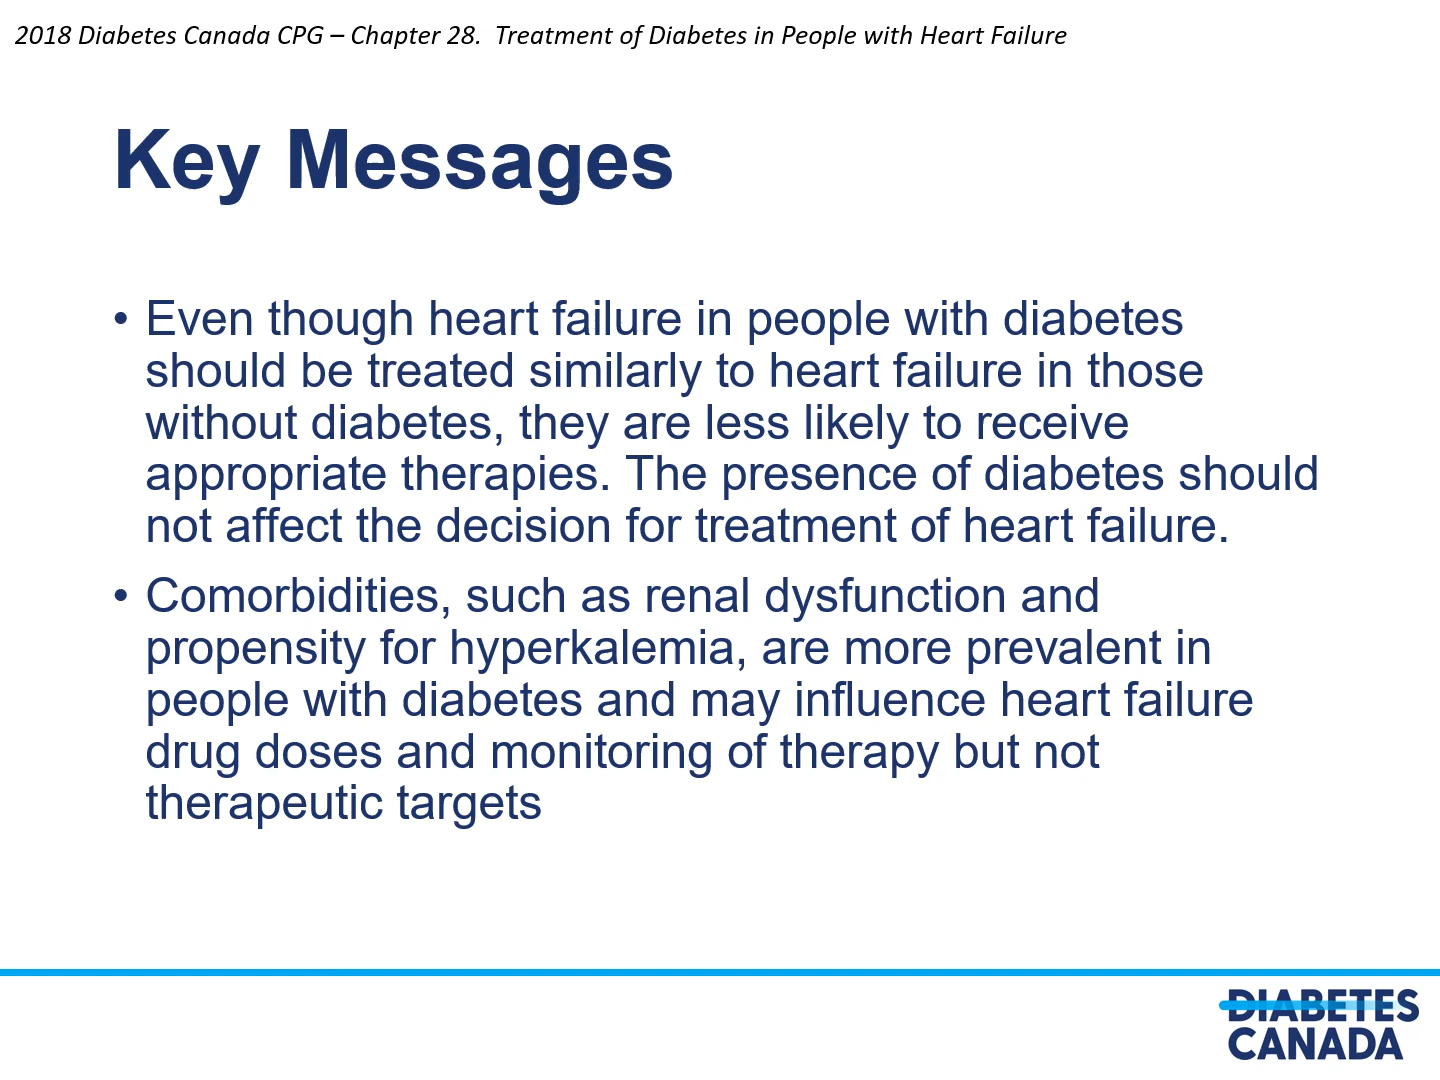 2018 Diabetes Canada CPG – Chapter 28.  Treatment of Diabetes in People with Heart Failure
Key Messages
• Even though heart failure in people with diabetes
should be treated similarly to heart failure in those
without diabetes, they are less likely to receive
appropriate therapies. The presence of diabetes should
not affect the decision for treatment of heart failure.
• Comorbidities, such as renal dysfunction and
propensity for hyperkalemia, are more prevalent in
people with diabetes and may influence heart failure
drug doses and monitoring of therapy but not
therapeutic targets
DIABETES
CANADA